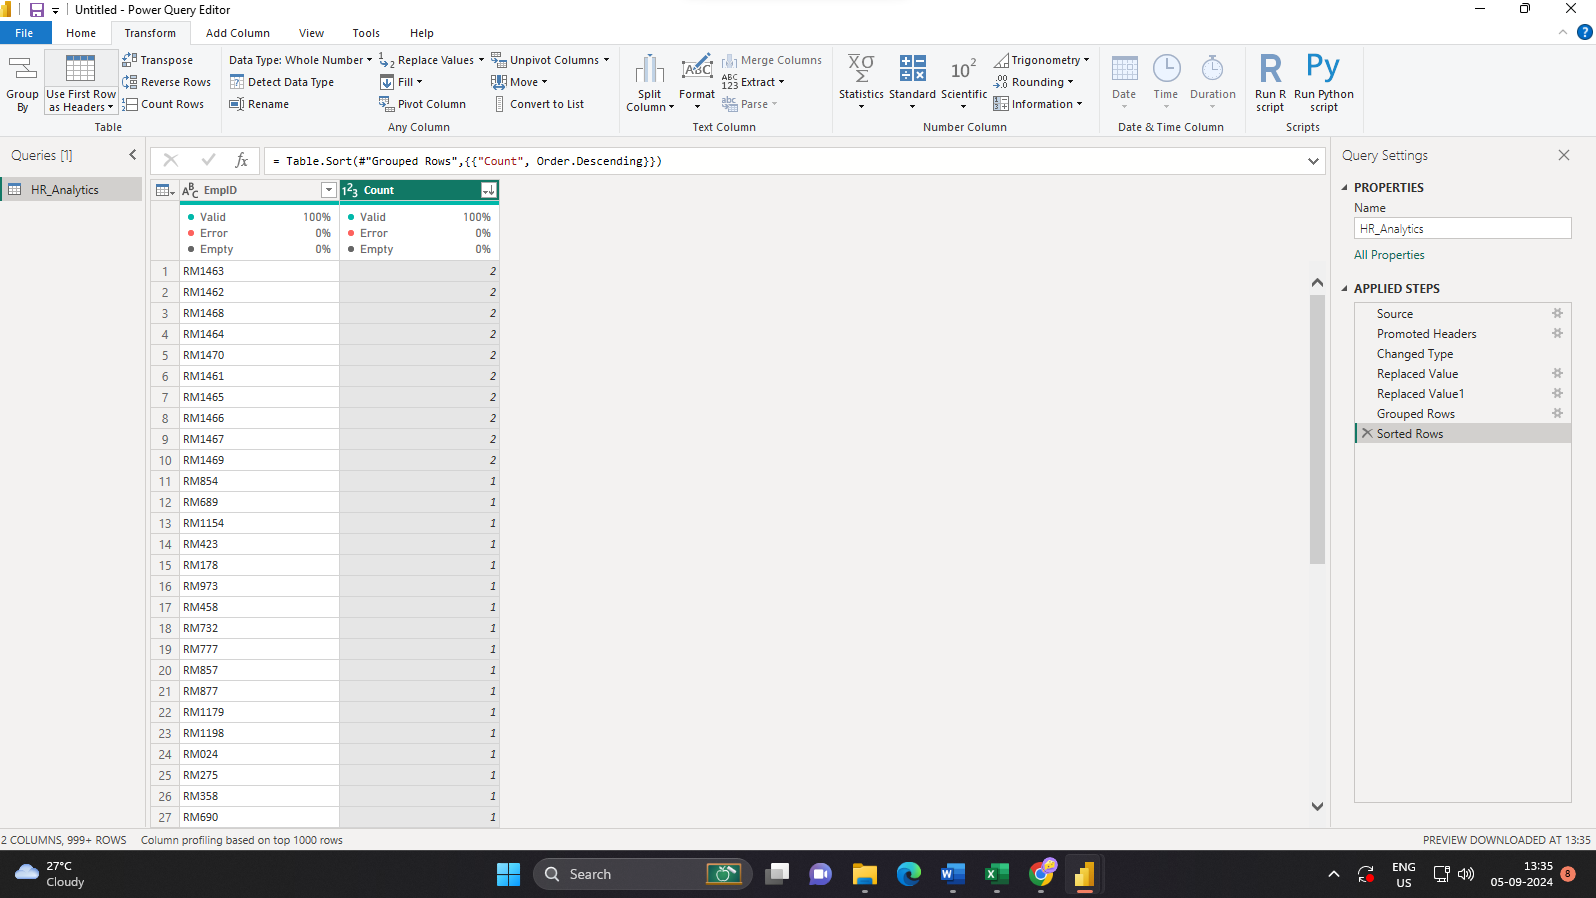 Untitled - Power Query Editor
File Home Transform Add Column View Tools Help
Group By
Use First Row as Headers
Transpose
Reverse Rows
Count Rows
Table
Data Type: Whole Number
Detect Data Type
Rename
Replace Values
Fill
Pivot Column
Unpivot Columns
Move
Convert to List
Any Column
Split Column
Format
Merge Columns
Extract
Parse
Text Column
Statistics
Standard
Scientific
Trigonometry
Rounding
Information
Number Column
Date
Time
Duration
Date & Time Column
Run R script
Run Python script
Scripts
Queries [1]
HR_Analytics
fx
= Table.Sort(#"Grouped Rows",{{"Count", Order.Descending}})
EmpID Count
Valid 100% Valid 100%
Error 0% Error 0%
Empty 0% Empty 0%
1 RM1463 2
2 RM1462 2
3 RM1468 2
4 RM1464 2
5 RM1470 2
6 RM1461 2
7 RM1465 2
8 RM1466 2
9 RM1467 2
10 RM1469 2
11 RM854 1
12 RM689 1
13 RM1154 1
14 RM423 1
15 RM178 1
16 RM973 1
17 RM458 1
18 RM732 1
19 RM777 1
20 RM857 1
21 RM877 1
22 RM1179 1
23 RM1198 1
24 RM024 1
25 RM275 1
26 RM358 1
27 RM690 1
Query Settings
PROPERTIES
Name
HR_Analytics
All Properties
APPLIED STEPS
Source
Promoted Headers
Changed Type
Replaced Value
Replaced Value1
Grouped Rows
Sorted Rows
2 COLUMNS, 999+ ROWS Column profiling based on top 1000 rows
PREVIEW DOWNLOADED AT 13:35
27°C
Cloudy
Search
ENG
US
13:35
05-09-2024
8